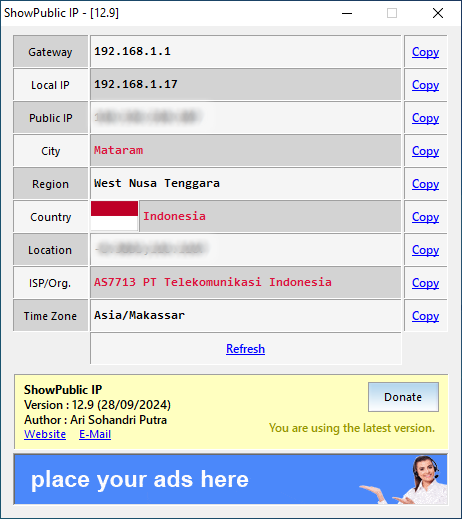 ShowPublic IP - [12.9]
Gateway 192.168.1.1 Copy
Local IP 192.168.1.17 Copy
Public IP Copy
City Mataram Copy
Region West Nusa Tenggara Copy
Country Indonesia Copy
Location Copy
ISP/Org. AS7713 PT Telekomunikasi Indonesia Copy
Time Zone Asia/Makassar Copy
Refresh
ShowPublic IP
Version : 12.9 (28/09/2024)
Author : Ari Sohandri Putra
Website E-Mail
Donate
You are using the latest version.
place your ads here